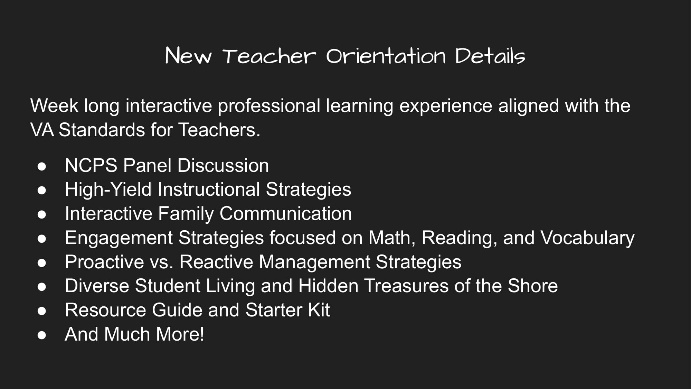 New Teacher Orientation Details
Week long interactive professional learning experience aligned with the
VA Standards for Teachers.
● NCPS Panel Discussion
● High-Yield Instructional Strategies
● Interactive Family Communication
● Engagement Strategies focused on Math, Reading, and Vocabulary
● Proactive vs. Reactive Management Strategies
● Diverse Student Living and Hidden Treasures of the Shore
● Resource Guide and Starter Kit
● And Much More!